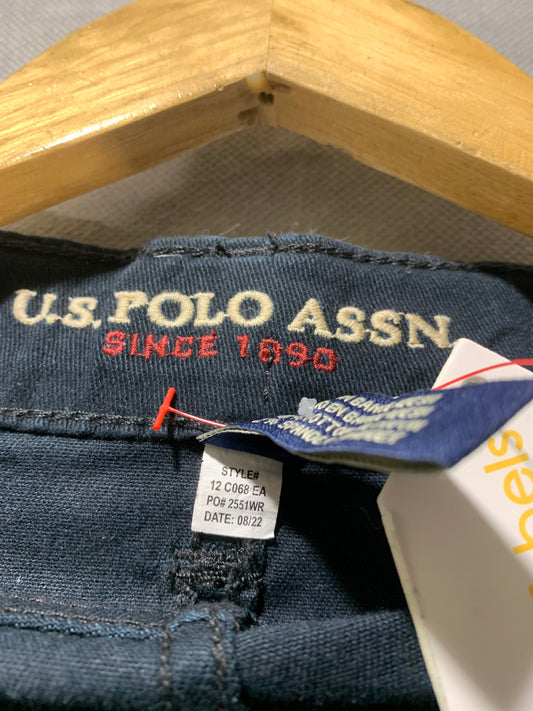 U.S. POLO ASSN.
SINCE 1890
STYLE#
12 C068 EA
PO# 2551WR
DATE: 08/22
bels